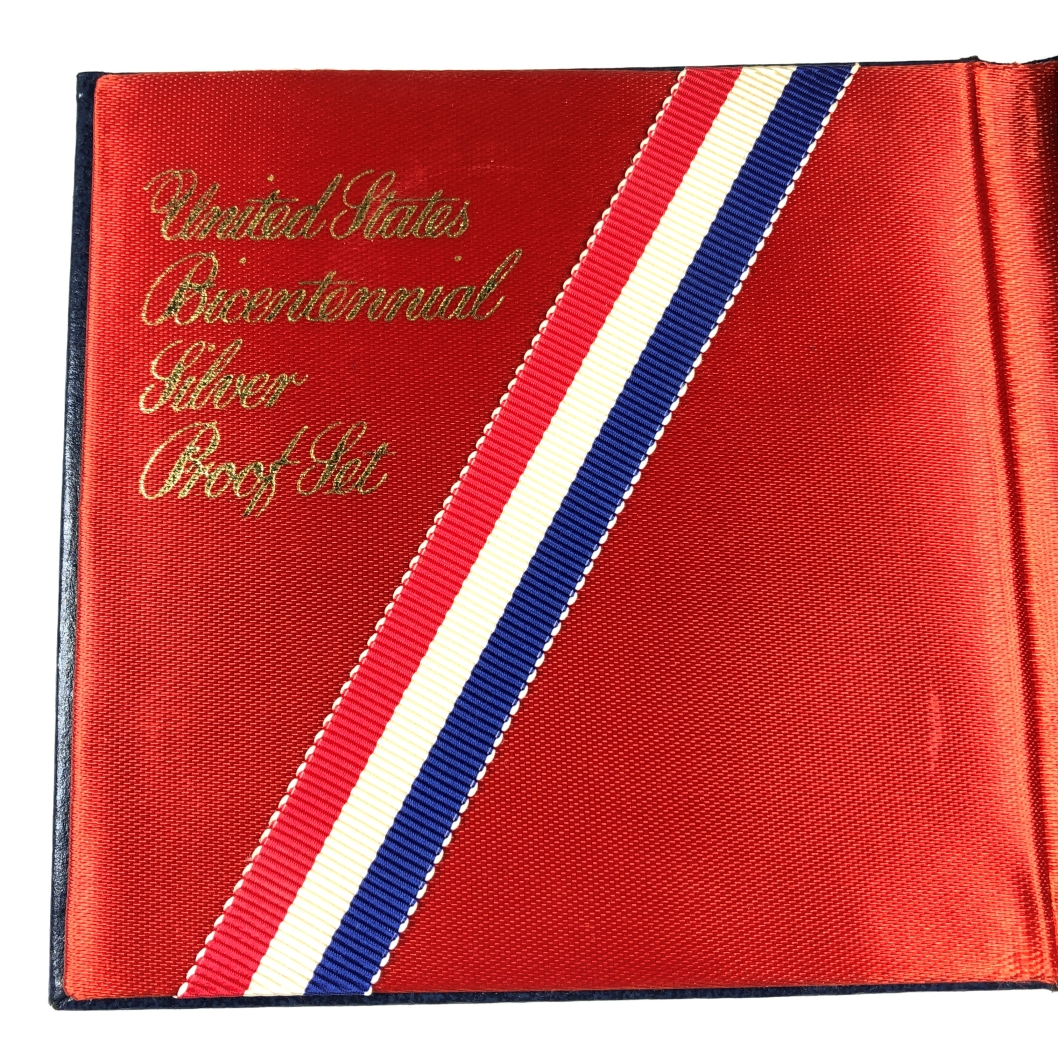 United States
Bicentennial
Silver
Proof Set